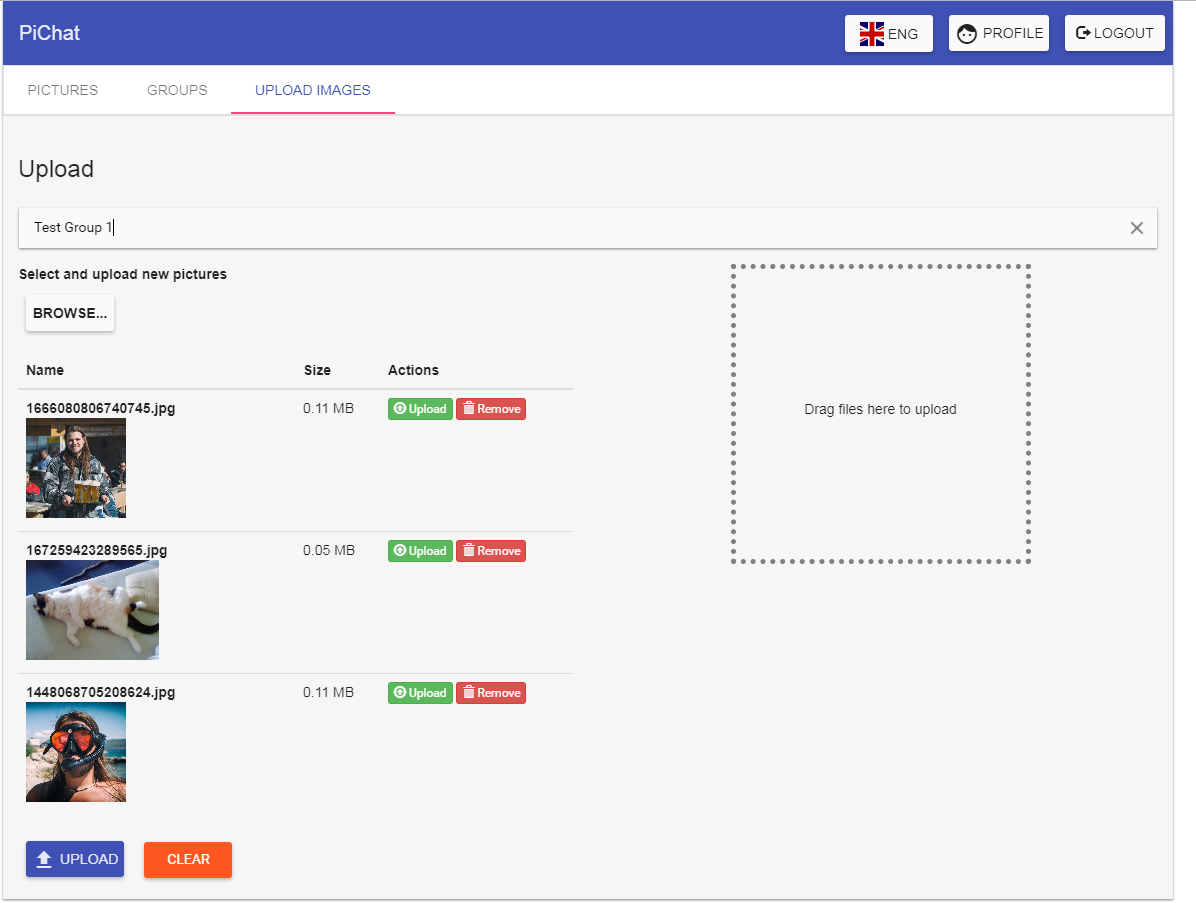 PiChat
ENG
PROFILE
LOGOUT
PICTURES
GROUPS
UPLOAD IMAGES
Upload
Test Group 1
Select and upload new pictures
BROWSE...
Drag files here to upload
Name Size Actions
1666080806740745.jpg 0.11 MB Upload Remove
167259423289565.jpg 0.05 MB Upload Remove
1448068705208624.jpg 0.11 MB Upload Remove
UPLOAD
CLEAR